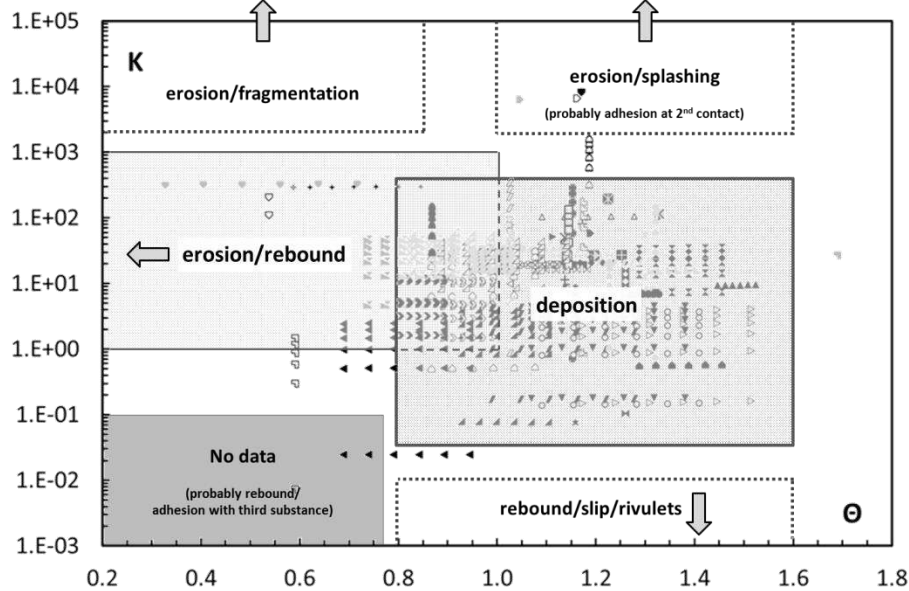 1.E+05
K
erosion/fragmentation
erosion/splashing
(probably adhesion at 2nd contact)
1.E+04
1.E+03
1.E+02
erosion/rebound
1.E+01
deposition
1.E+00
1.E-01
No data
(probably rebound/
adhesion with third substance)
1.E-02
rebound/slip/rivulets
Θ
1.E-03
0.2 0.4 0.6 0.8 1.0 1.2 1.4 1.6 1.8